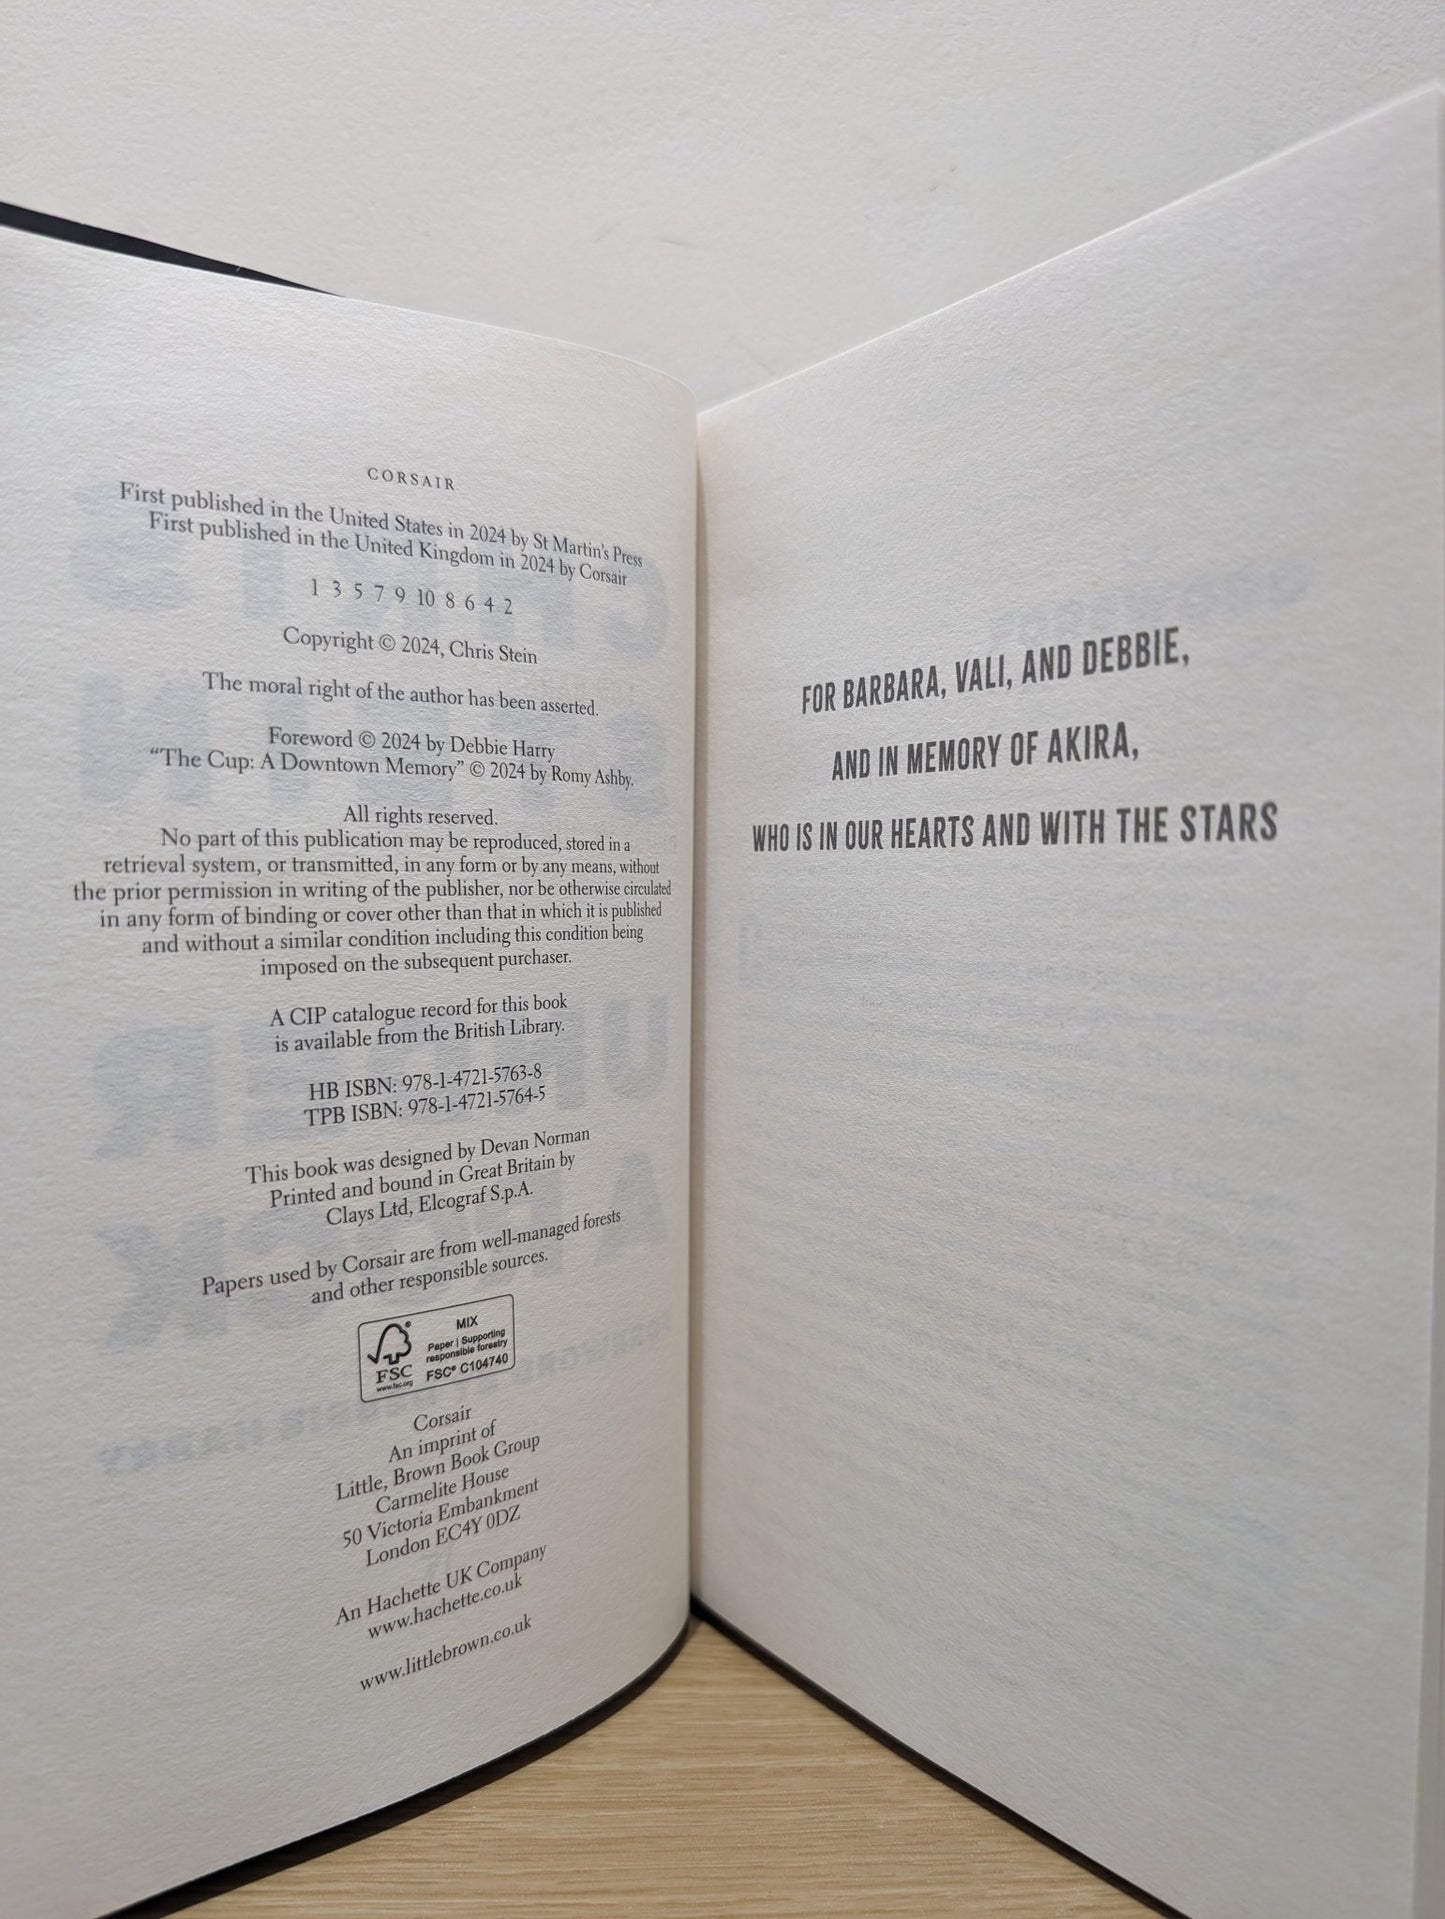 CORSAIR
First published in the United States in 2024 by St Martin's Press
First published in the United Kingdom in 2024 by Corsair
1 3 5 7 9 10 8 6 4 2
Copyright © 2024, Chris Stein
The moral right of the author has been asserted.
Foreword © 2024 by Debbie Harry
“The Cup: A Downtown Memory” © 2024 by Romy Ashby.
All rights reserved.
No part of this publication may be reproduced, stored in a
retrieval system, or transmitted, in any form or by any means, without
the prior permission in writing of the publisher, nor be otherwise circulated
in any form of binding or cover other than that in which it is published
and without a similar condition including this condition being
imposed on the subsequent purchaser.
A CIP catalogue record for this book
is available from the British Library.
HB ISBN: 978-1-4721-5763-8
TPB ISBN: 978-1-4721-5764-5
This book was designed by Devan Norman
Printed and bound in Great Britain by
Clays Ltd, Elcograf S.p.A.
Papers used by Corsair are from well-managed forests
and other responsible sources.
FSC
www.fsc.org
MIX
Paper | Supporting
responsible forestry
FSC® C104740
Corsair
An imprint of
Little, Brown Book Group
Carmelite House
50 Victoria Embankment
London EC4Y 0DZ
An Hachette UK Company
www.hachette.co.uk
www.littlebrown.co.uk
FOR BARBARA, VALI, AND DEBBIE,
AND IN MEMORY OF AKIRA,
WHO IS IN OUR HEARTS AND WITH THE STARS